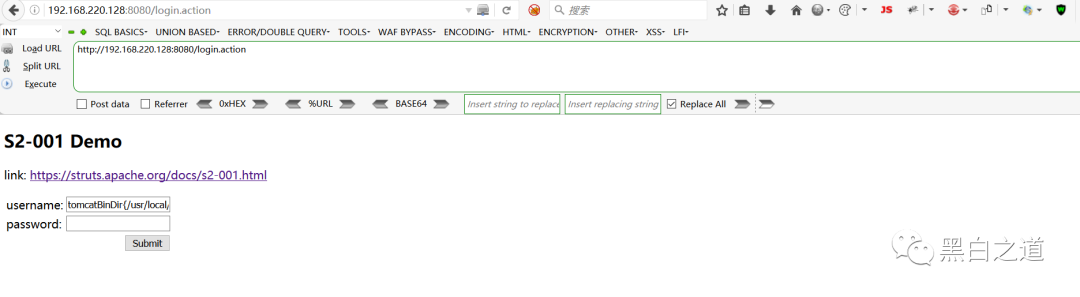 192.168.220.128:8080/login.action
搜索
INT
SQL BASICS▾ UNION BASED▾ ERROR/DOUBLE QUERY▾ TOOLS▾ WAF BYPASS▾ ENCODING▾ HTML▾ ENCRYPTION▾ OTHER▾ XSS▾ LFI▾
Load URL
http://192.168.220.128:8080/login.action
Split URL
Execute
Post data Referrer 0xHEX %URL BASE64 Insert string to replace Insert replacing string Replace All
S2-001 Demo
link: https://struts.apache.org/docs/s2-001.html
username: tomcatBinDir{/usr/local/
password:
Submit
黑白之道